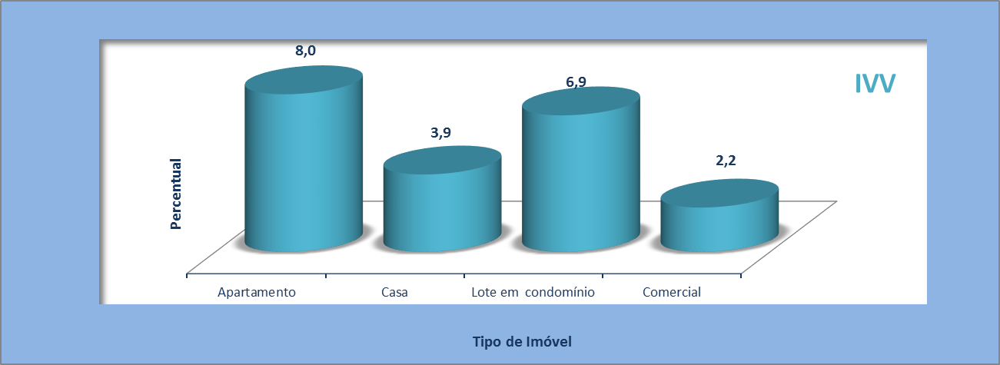 IVV
Percentual
8,0
3,9
6,9
2,2
Apartamento
Casa
Lote em condomínio
Comercial
Tipo de Imóvel